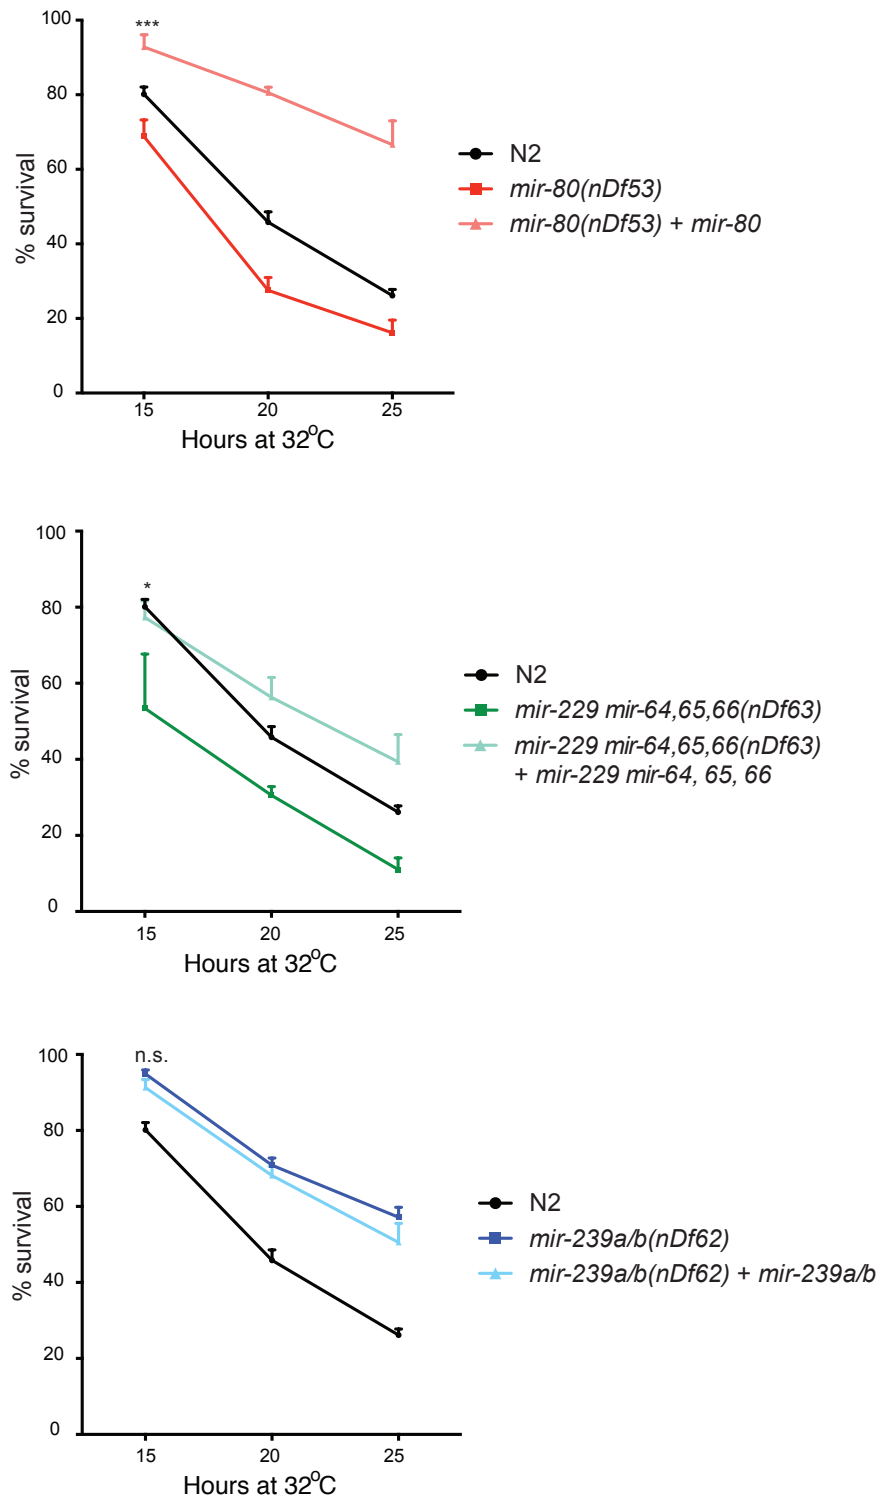 100
80
60
40
20
0
% survival
***
15
20
25
Hours at 32°C
N2
mir-80(nDf53)
mir-80(nDf53) + mir-80
100
80
60
40
20
0
% survival
*
15
20
25
Hours at 32°C
N2
mir-229 mir-64,65,66(nDf63)
mir-229 mir-64,65,66(nDf63)
+ mir-229 mir-64, 65, 66
100
80
60
40
20
0
% survival
n.s.
15
20
25
Hours at 32°C
N2
mir-239a/b(nDf62)
mir-239a/b(nDf62) + mir-239a/b